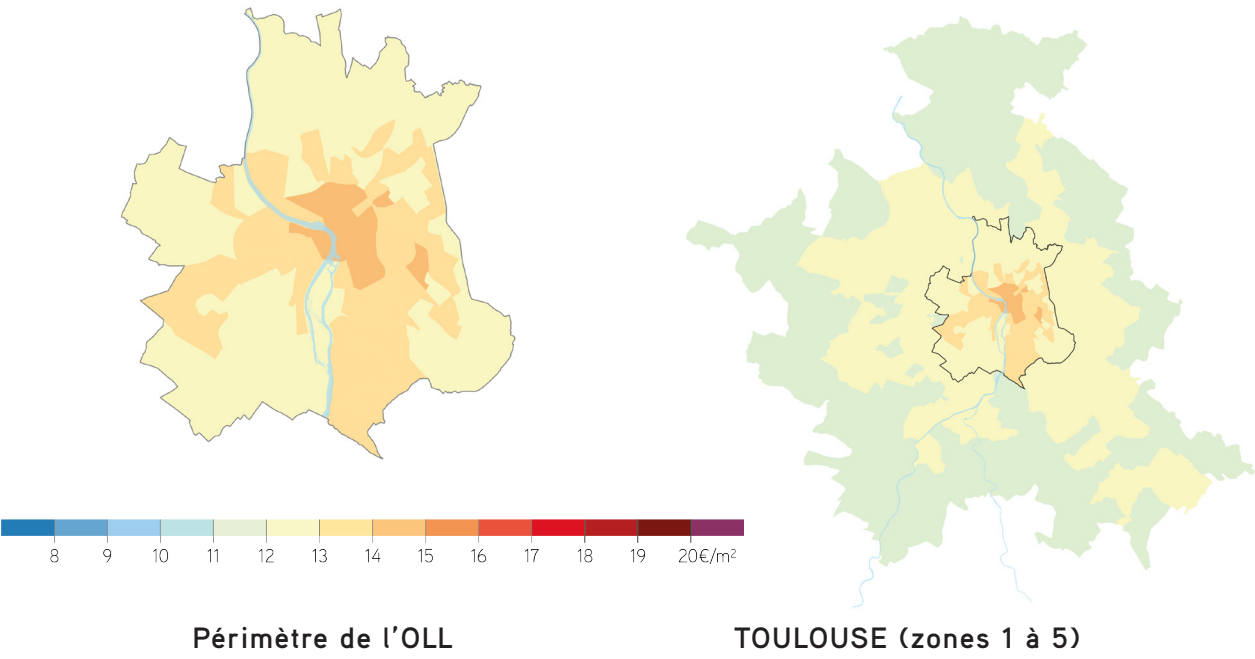 8 9 10 11 12 13 14 15 16 17 18 19 20€/m²
Périmètre de l'OLL
TOULOUSE (zones 1 à 5)